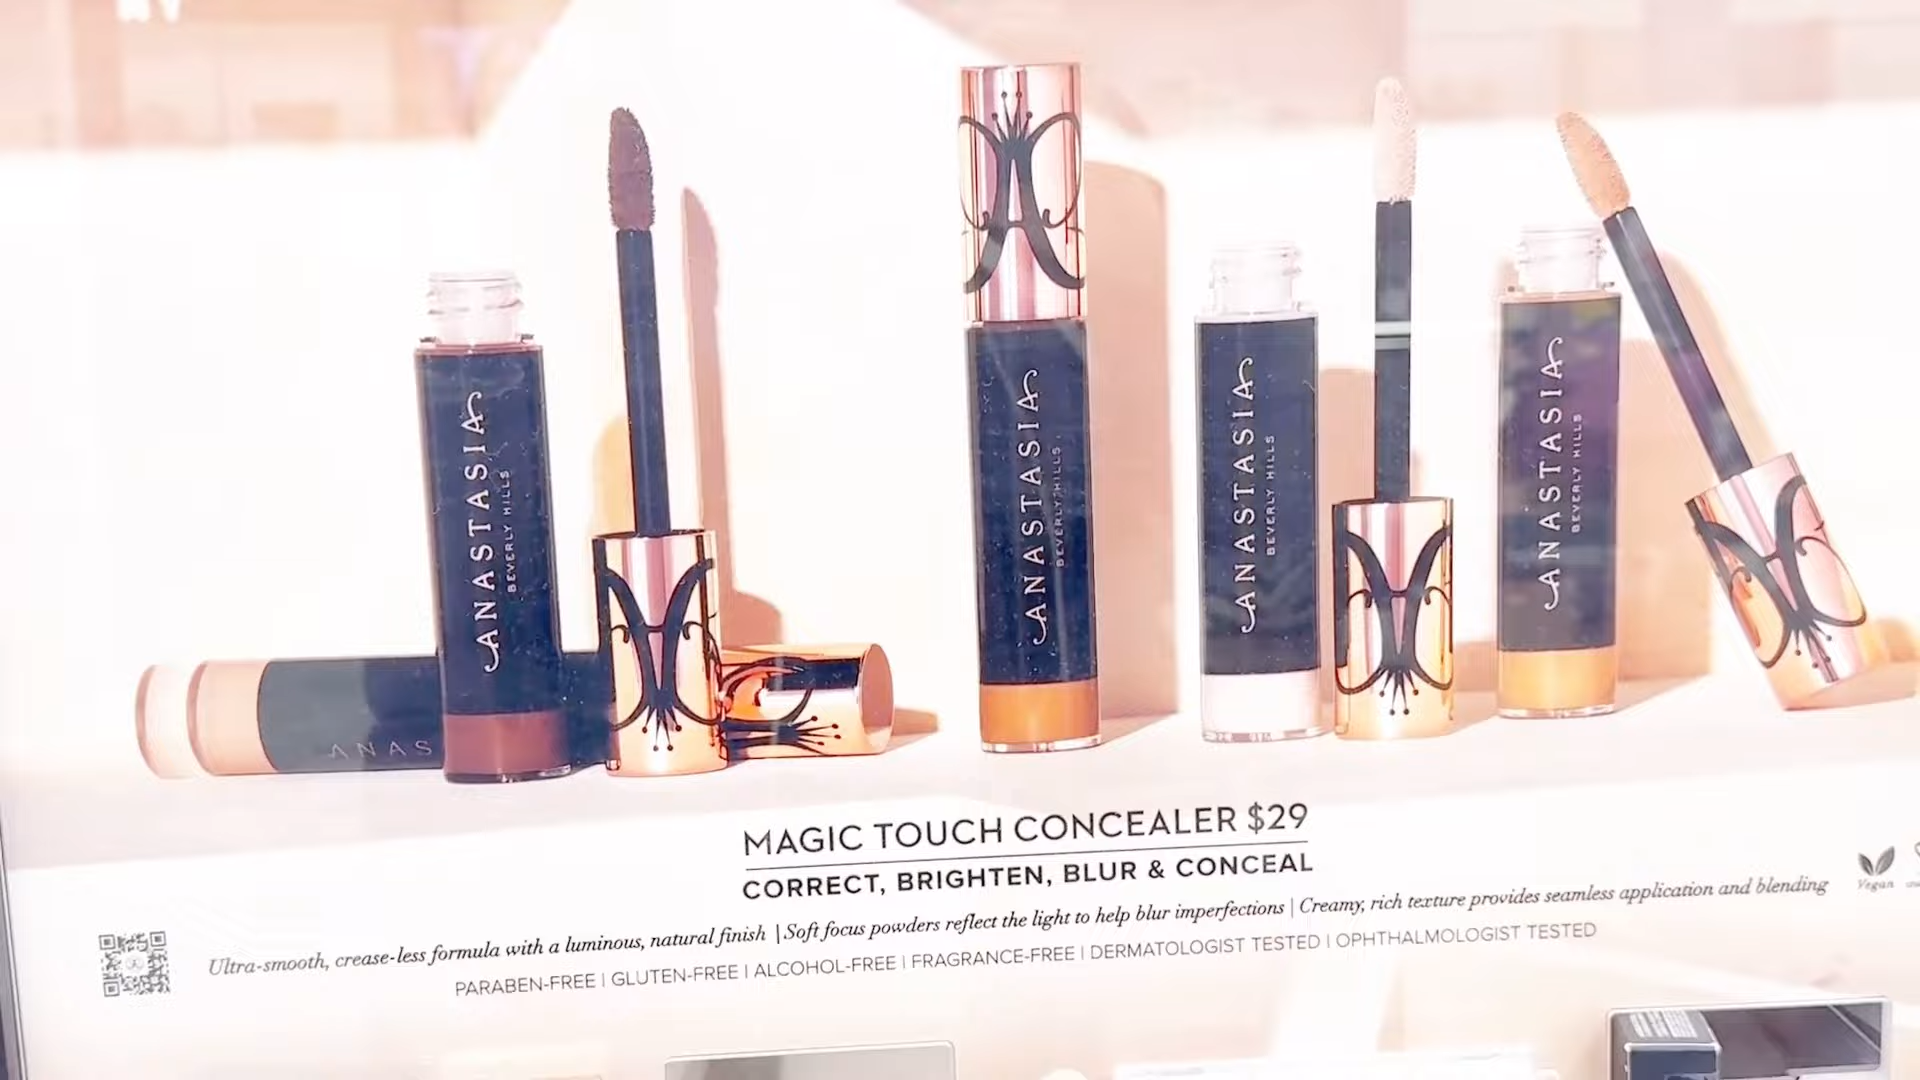 ANASTASIA
BEVERLY HILLS
ANASTASIA
BEVERLY HILLS
ANASTASIA
BEVERLY HILLS
ANASTASIA
BEVERLY HILLS
ANAS
MAGIC TOUCH CONCEALER $29
CORRECT, BRIGHTEN, BLUR & CONCEAL
Ultra-smooth, crease-less formula with a luminous, natural finish | Soft focus powders reflect the light to help blur imperfections | Creamy, rich texture provides seamless application and blending
PARABEN-FREE | GLUTEN-FREE | ALCOHOL-FREE | FRAGRANCE-FREE | DERMATOLOGIST TESTED | OPHTHALMOLOGIST TESTED
Vegan